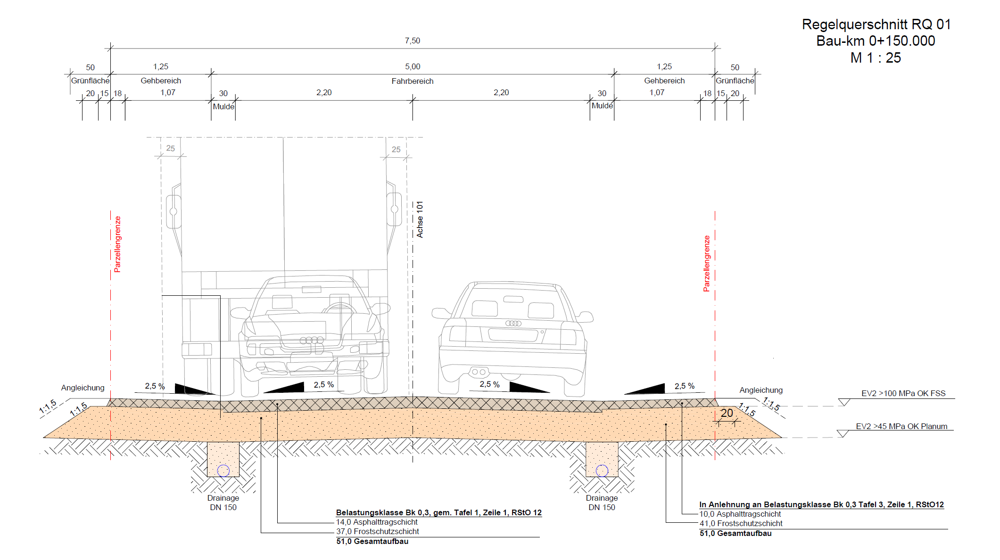 Regelquerschnitt RQ 01
Bau-km 0+150.000
M 1 : 25
7,50
50 1,25 5,00 1,25 50
Grünfläche Gehbereich Fahrbereich Gehbereich Grünfläche
20 15 18 1,07 30 2,20 2,20 30 1,07 18 15 20
Mulde Mulde
25 25
Achse 101
Parzellengrenze
Parzellengrenze
2,5 % 2,5 % 2,5 % 2,5 %
Angleichung Angleichung
1:1,5 1:1,5 1:1,5 1:1,5
20
EV2 >100 MPa OK FSS
EV2 >45 MPa OK Planum
Drainage
DN 150
Drainage
DN 150
Belastungsklasse Bk 0,3, gem. Tafel 1, Zeile 1, RStO 12
14,0 Asphalttragschicht
37,0 Frostschutzschicht
51,0 Gesamtaufbau
In Anlehnung an Belastungsklasse Bk 0,3 Tafel 3, Zeile 1, RStO12
10,0 Asphalttragschicht
41,0 Frostschutzschicht
51,0 Gesamtaufbau